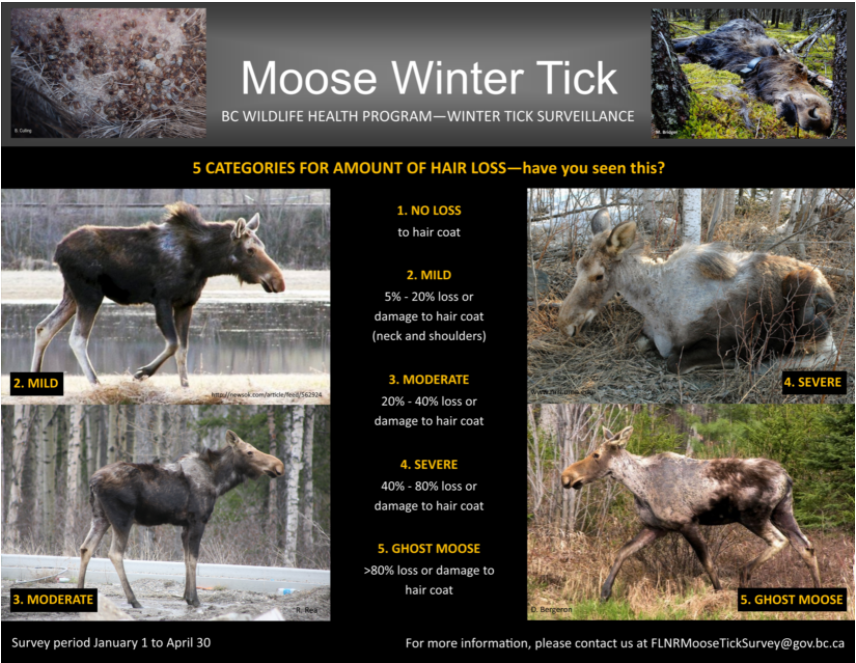 Moose Winter Tick
BC WILDLIFE HEALTH PROGRAM—WINTER TICK SURVEILLANCE
5 CATEGORIES FOR AMOUNT OF HAIR LOSS—have you seen this?
1. NO LOSS
to hair coat
2. MILD
5% - 20% loss or
damage to hair coat
(neck and shoulders)
3. MODERATE
20% - 40% loss or
damage to hair coat
4. SEVERE
40% - 80% loss or
damage to hair coat
5. GHOST MOOSE
>80% loss or damage to
hair coat
2. MILD
4. SEVERE
3. MODERATE
R. Rea
D. Bergeron
5. GHOST MOOSE
Survey period January 1 to April 30
For more information, please contact us at FLNRMooseTickSurvey@gov.bc.ca